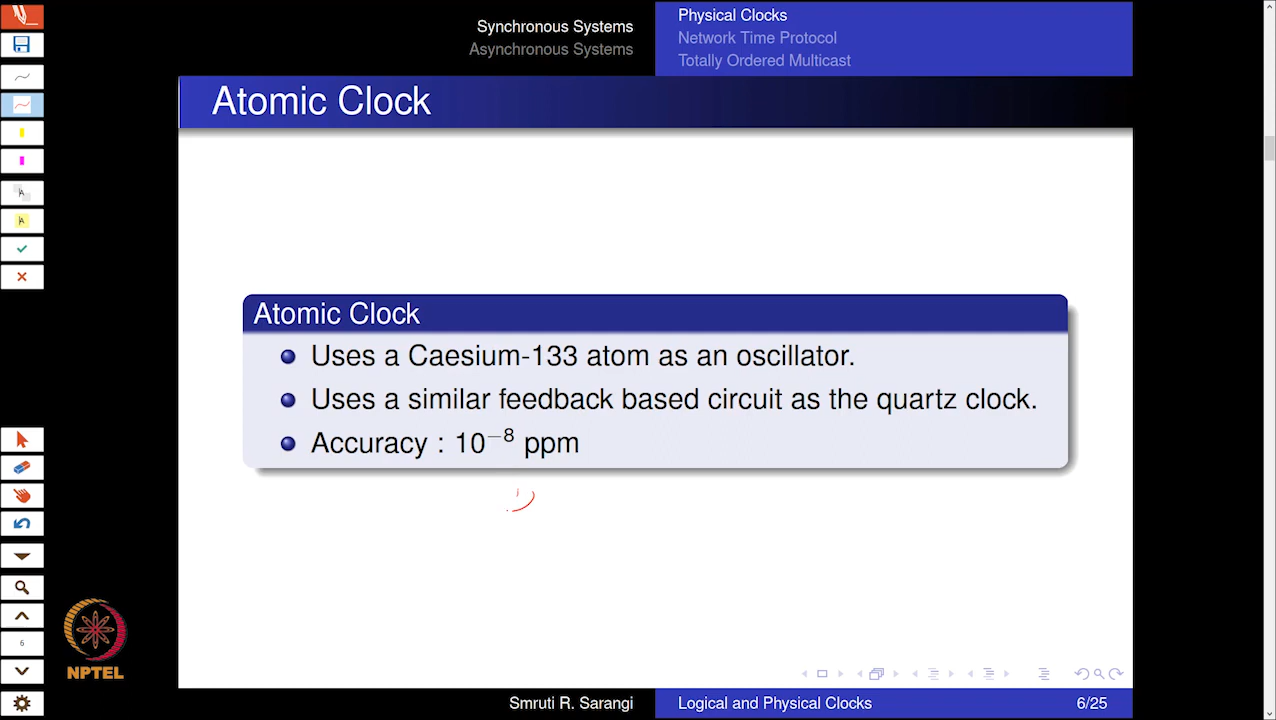 Synchronous Systems
Asynchronous Systems
Physical Clocks
Network Time Protocol
Totally Ordered Multicast
Atomic Clock
Atomic Clock
Uses a Caesium-133 atom as an oscillator.
Uses a similar feedback based circuit as the quartz clock.
Accuracy : 10⁻⁸ ppm
A
A
6
NPTEL
Smruti R. Sarangi
Logical and Physical Clocks
6/25